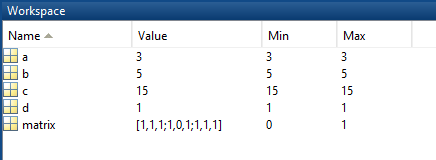 Workspace
Name Value Min Max
a 3 3 3
b 5 5 5
c 15 15 15
d 1 1 1
matrix [1,1,1;1,0,1;1,1,1] 0 1